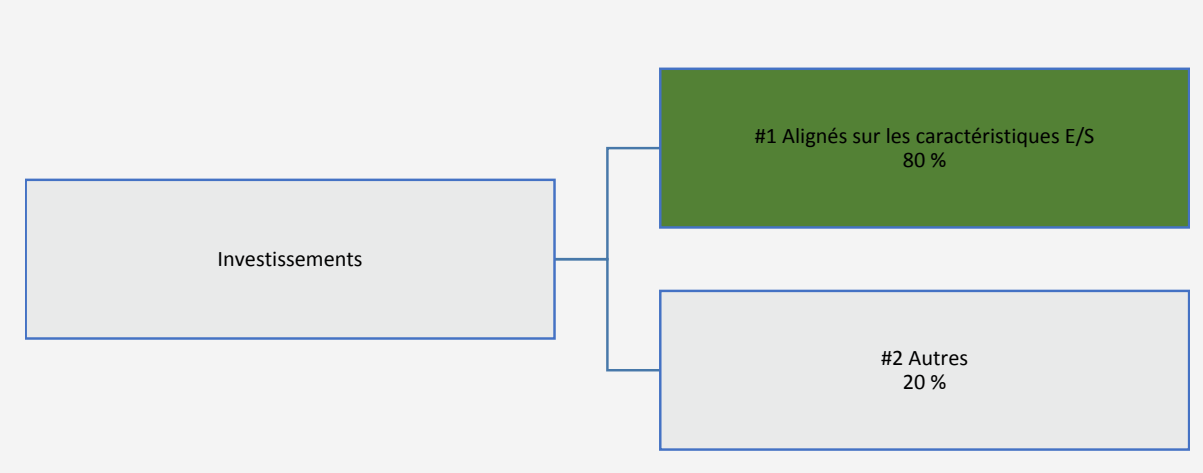 #1 Alignés sur les caractéristiques E/S
80 %
Investissements
#2 Autres
20 %